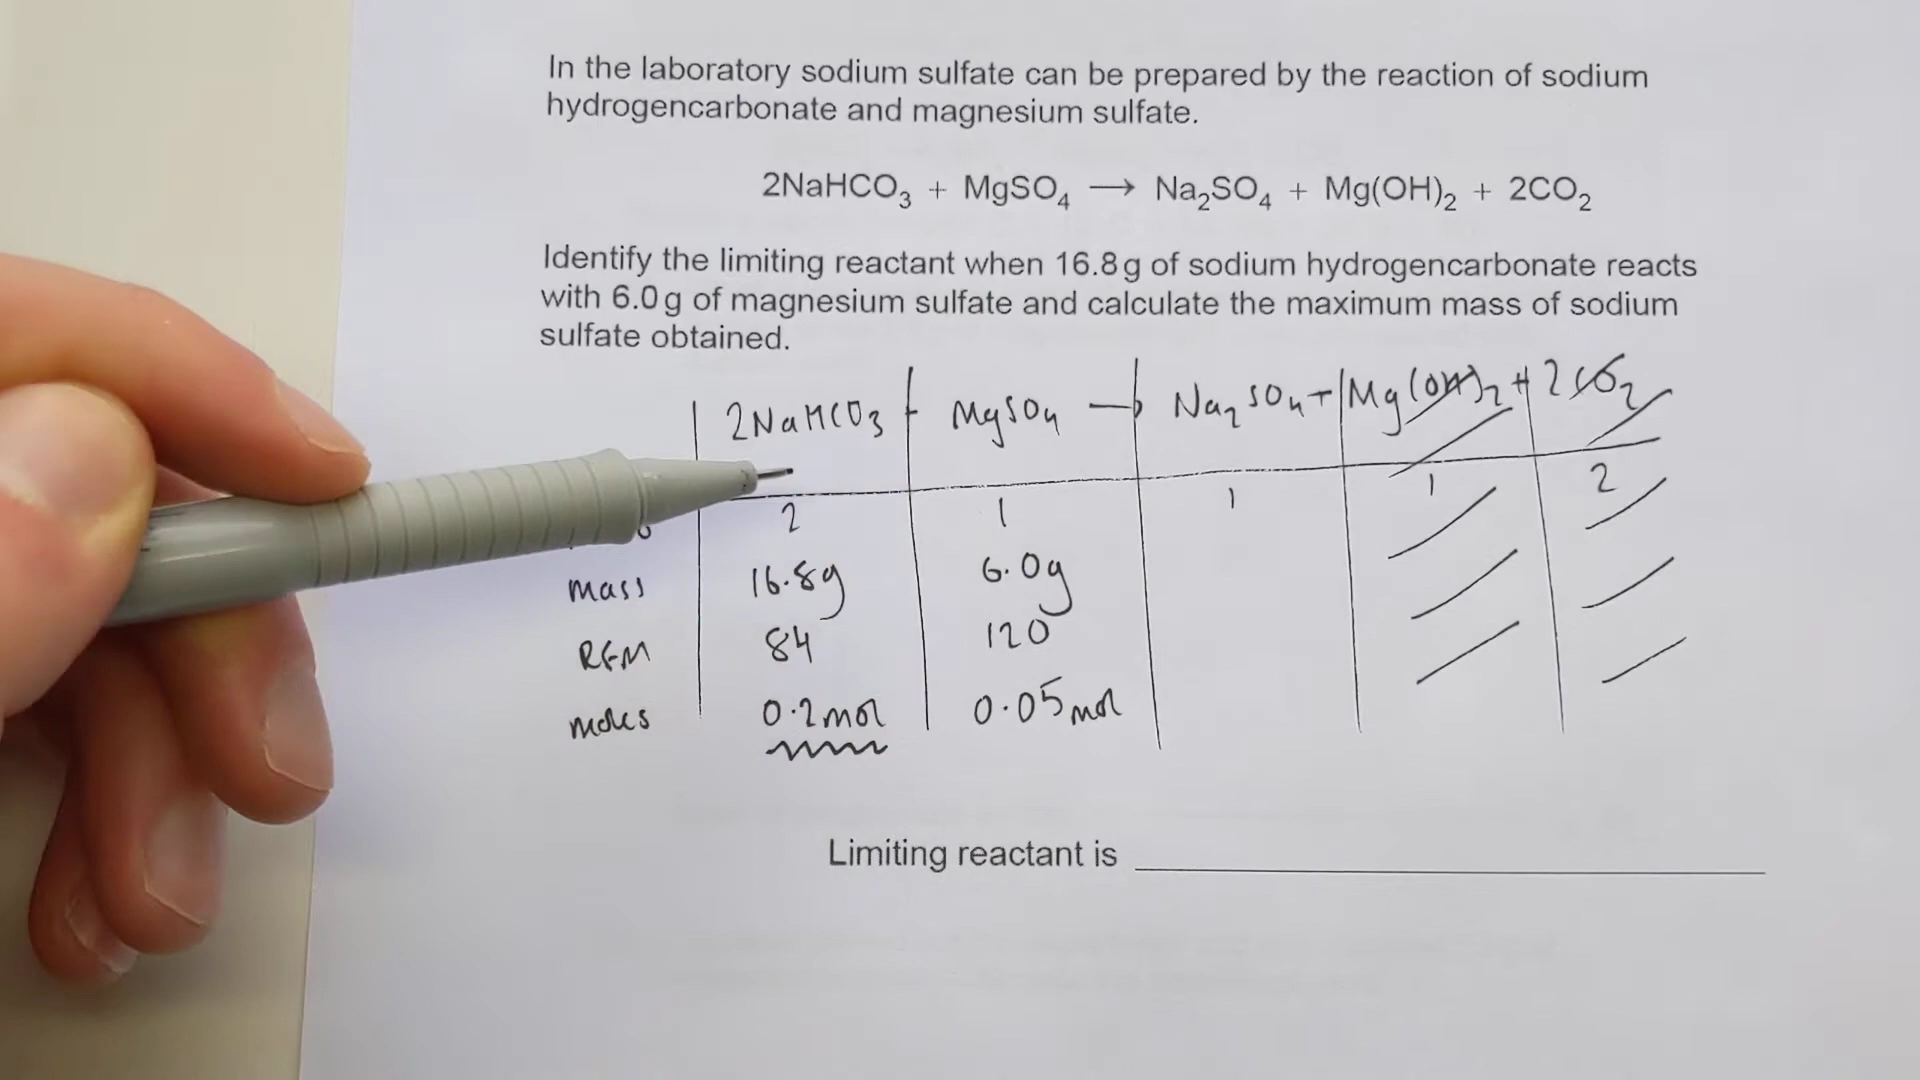 In the laboratory sodium sulfate can be prepared by the reaction of sodium
hydrogencarbonate and magnesium sulfate.
2NaHCO₃ + MgSO₄ → Na₂SO₄ + Mg(OH)₂ + 2CO₂
Identify the limiting reactant when 16.8g of sodium hydrogencarbonate reacts
with 6.0g of magnesium sulfate and calculate the maximum mass of sodium
sulfate obtained.
2NaHCO₃ + MgSO₄ → Na₂SO₄ + Mg(OH)₂ + 2CO₂
2 1 1 1 2
mass 16.8g 6.0g
RFM 84 120
moles 0.2mol 0.05mol
Limiting reactant is